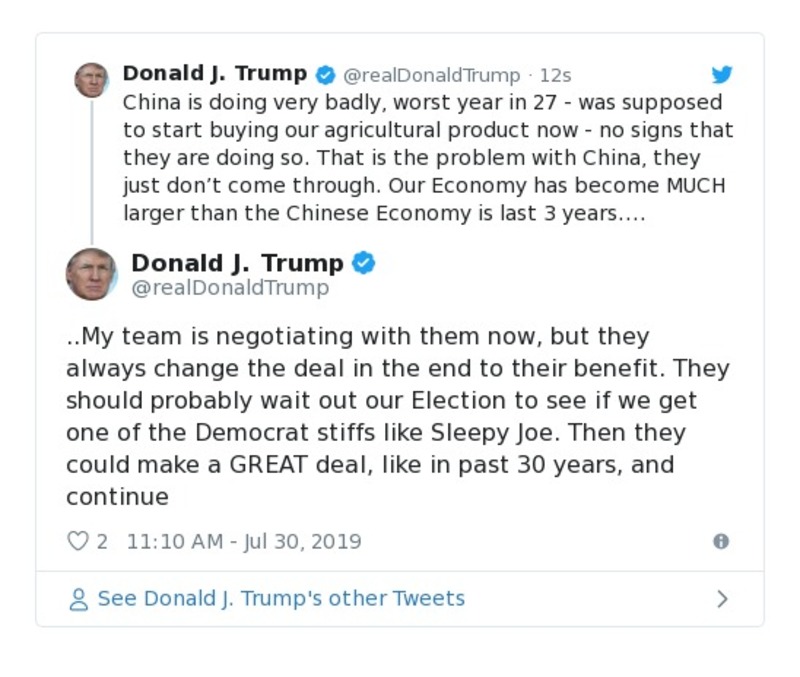 Donald J. Trump @realDonaldTrump · 12s
China is doing very badly, worst year in 27 - was supposed
to start buying our agricultural product now - no signs that
they are doing so. That is the problem with China, they
just don’t come through. Our Economy has become MUCH
larger than the Chinese Economy is last 3 years....
Donald J. Trump
@realDonaldTrump
..My team is negotiating with them now, but they
always change the deal in the end to their benefit. They
should probably wait out our Election to see if we get
one of the Democrat stiffs like Sleepy Joe. Then they
could make a GREAT deal, like in past 30 years, and
continue
2 11:10 AM - Jul 30, 2019
See Donald J. Trump's other Tweets